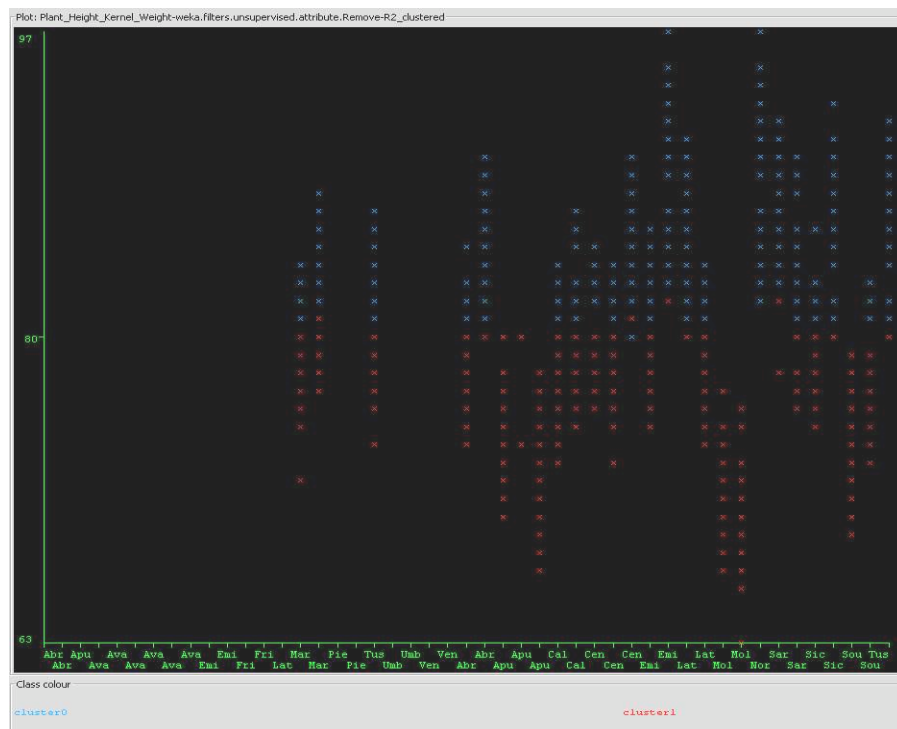 Plot: Plant_Height_Kernel_Weight-weka.filters.unsupervised.attribute.Remove-R2_clustered
97
80
63
Abr Apu Ava Ava Ava Emi Fri Mar Pie Tus Umb Ven Abr Apu Cal Cen Cen Emi Lat Mol Sar Sic Sou Tus
Abr Ava Ava Ava Emi Fri Lat Mar Pie Umb Ven Abr Apu Apu Cal Cen Emi Lat Mol Nor Sar Sic Sou
Class colour
cluster0 cluster1